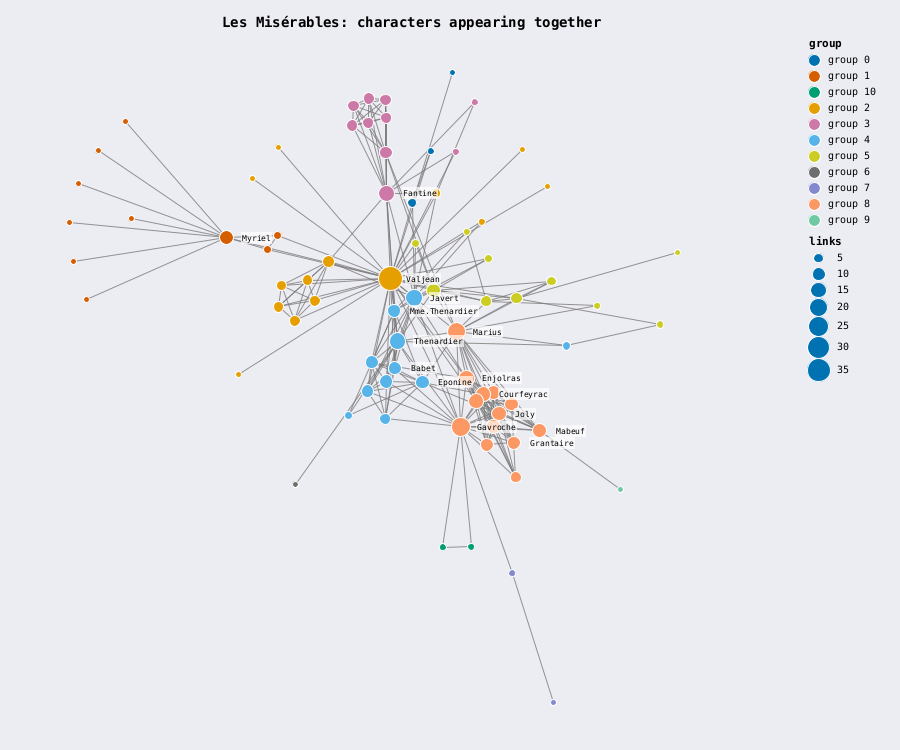 Les Misérables: characters appearing together
group
group 0
group 1
group 10
group 2
group 3
group 4
group 5
group 6
group 7
group 8
group 9
links
5
10
15
20
25
30
35
Fantine
Myriel
Valjean
Javert
Mme.Thenardier
Marius
Thenardier
Babet
Enjolras
Eponine
Courfeyrac
Joly
Gavroche
Mabeuf
Grantaire